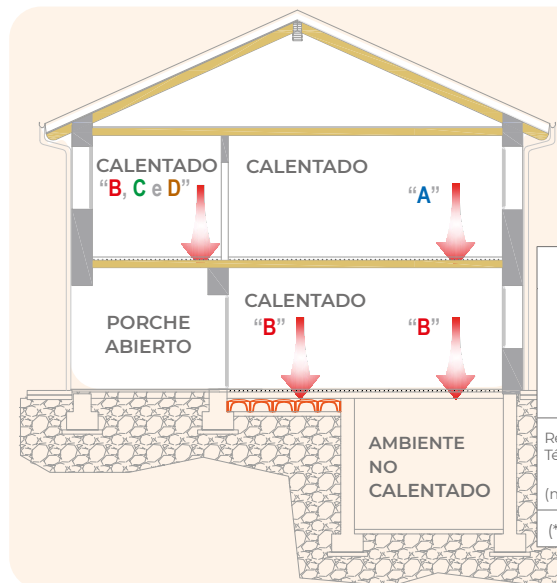 CALENTADO
“B, C e D”
CALENTADO
“A”
CALENTADO
“B”
“B”
PORCHE
ABIERTO
AMBIENTE
NO
CALENTADO
(*